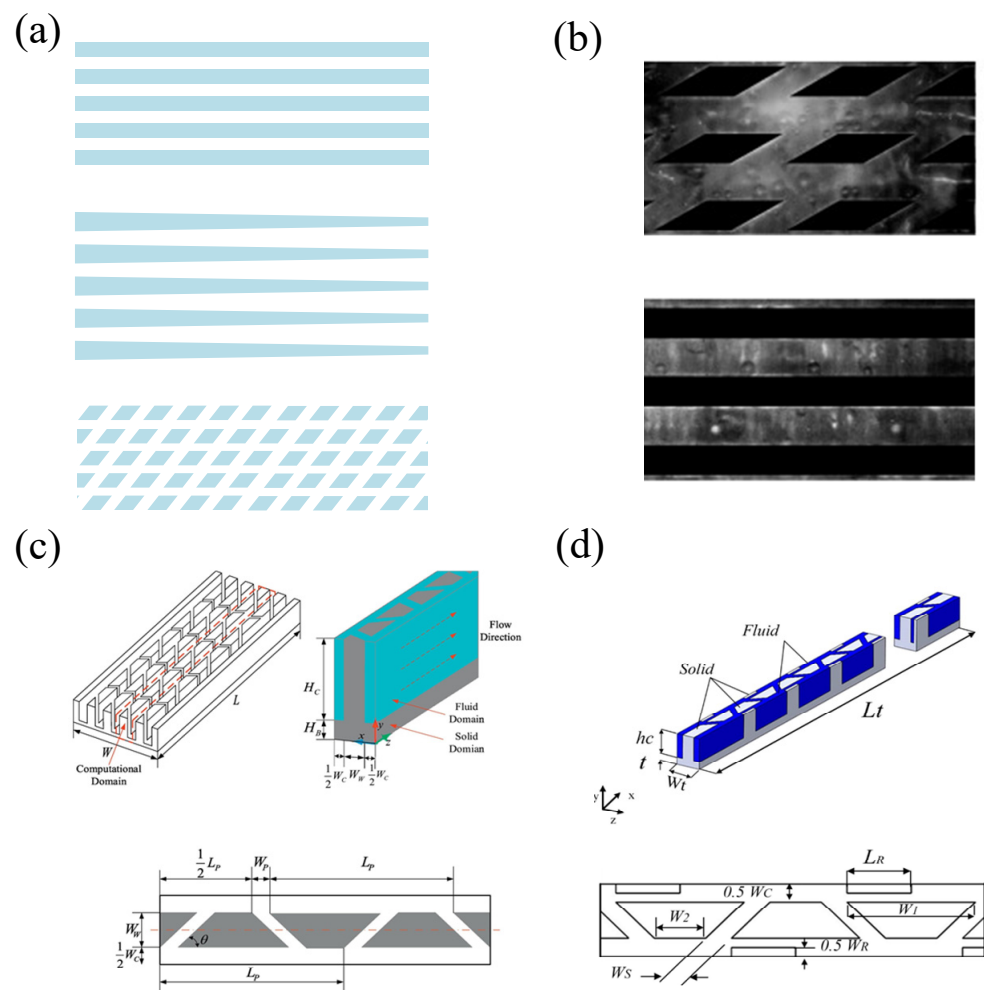 (a)
(b)
(c)
L
W
Computational
Domain
Flow
Direction
H_C
Fluid
Domain
H_B
y
x
z
Solid
Domian
1/2 W_C W_W 1/2 W_C
1/2 L_P
W_P
L_P
W_W
θ
1/2 W_C
L_P
(d)
Fluid
Solid
Lt
hc
t
Wt
y
x
z
L_R
0.5 W_C
W_2
W_1
0.5 W_R
W_S